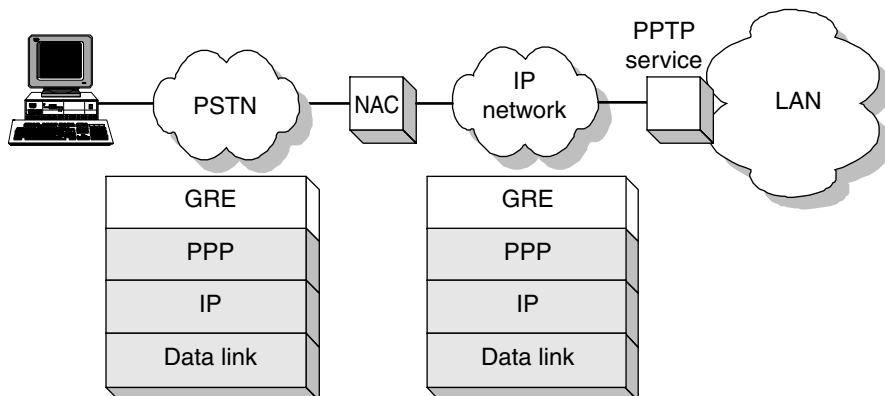 PPTP
service
PSTN
NAC
IP
network
LAN
GRE
PPP
IP
Data link
GRE
PPP
IP
Data link